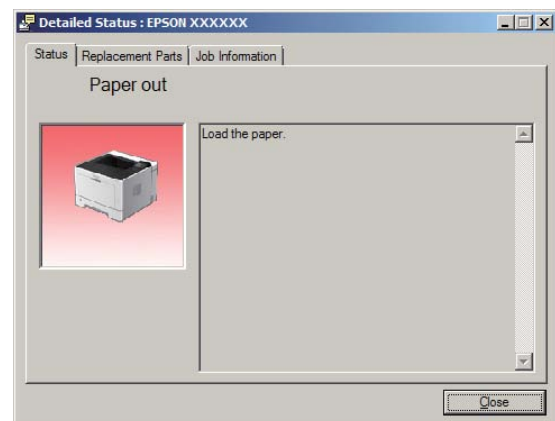 Detailed Status : EPSON XXXXXX
Status Replacement Parts Job Information
Paper out
Load the paper.
Close